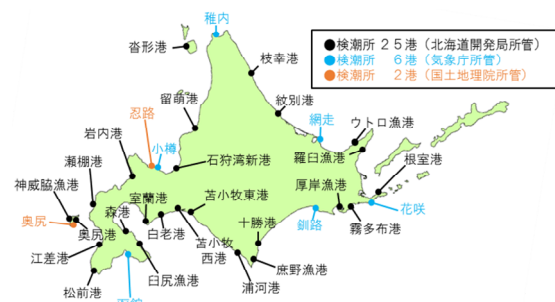 稚内
●検潮所 25港（北海道開発局所管）
●検潮所 6港（気象庁所管）
●検潮所 2港（国土地理院所管）
沓形港
枝幸港
留萌港
紋別港
網走
ウトロ漁港
忍路
小樽
岩内港
石狩湾新港
羅臼漁港
根室港
瀬棚港
神威脇漁港
室蘭港
苫小牧東港
厚岸漁港
森港
花咲
奥尻
奥尻港
白老港
苫小牧
西港
十勝港
釧路
霧多布港
江差港
臼尻漁港
庶野漁港
浦河港
松前港